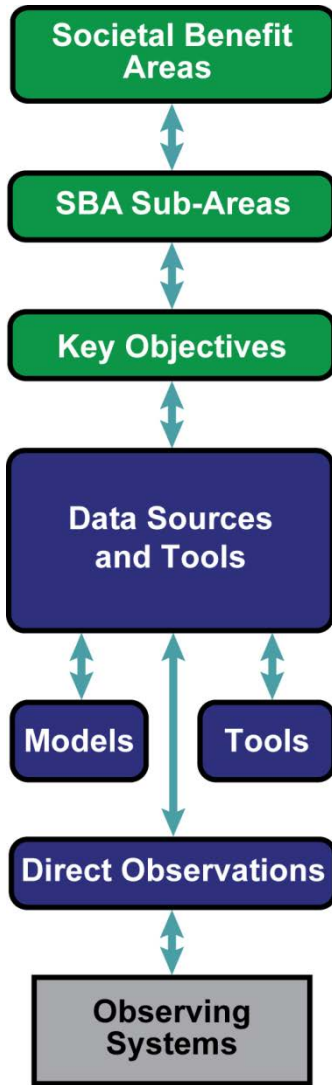 Societal Benefit
Areas
SBA Sub-Areas
Key Objectives
Data Sources
and Tools
Models
Tools
Direct Observations
Observing
Systems